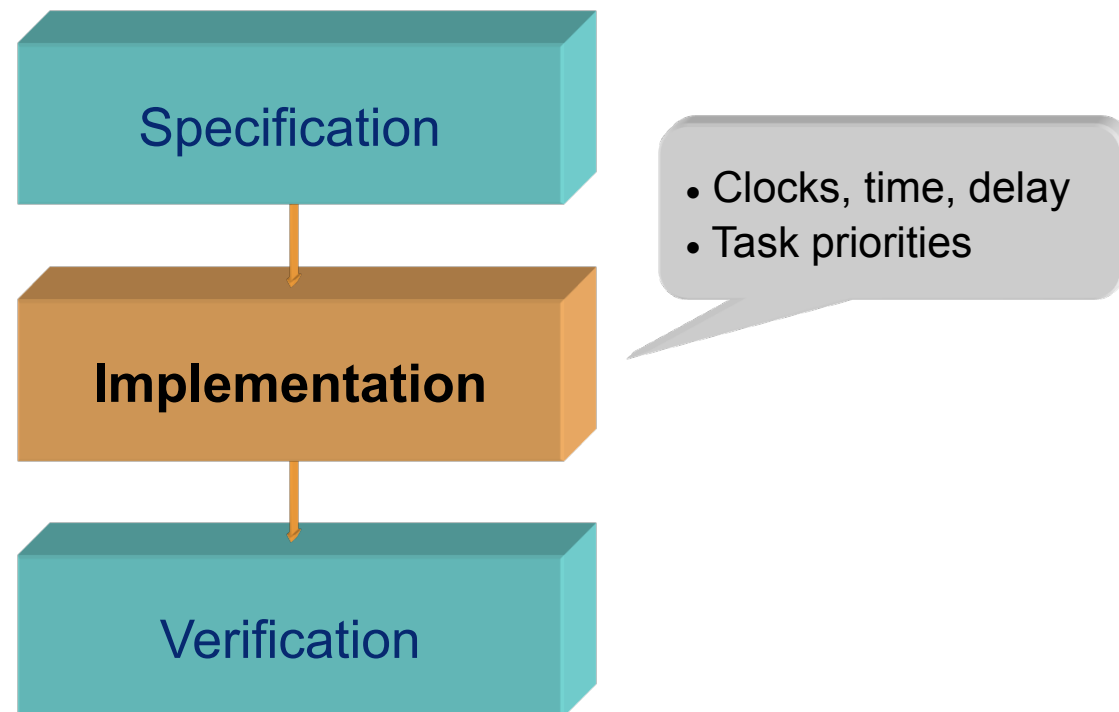 Specification
• Clocks, time, delay
• Task priorities
Implementation
Verification